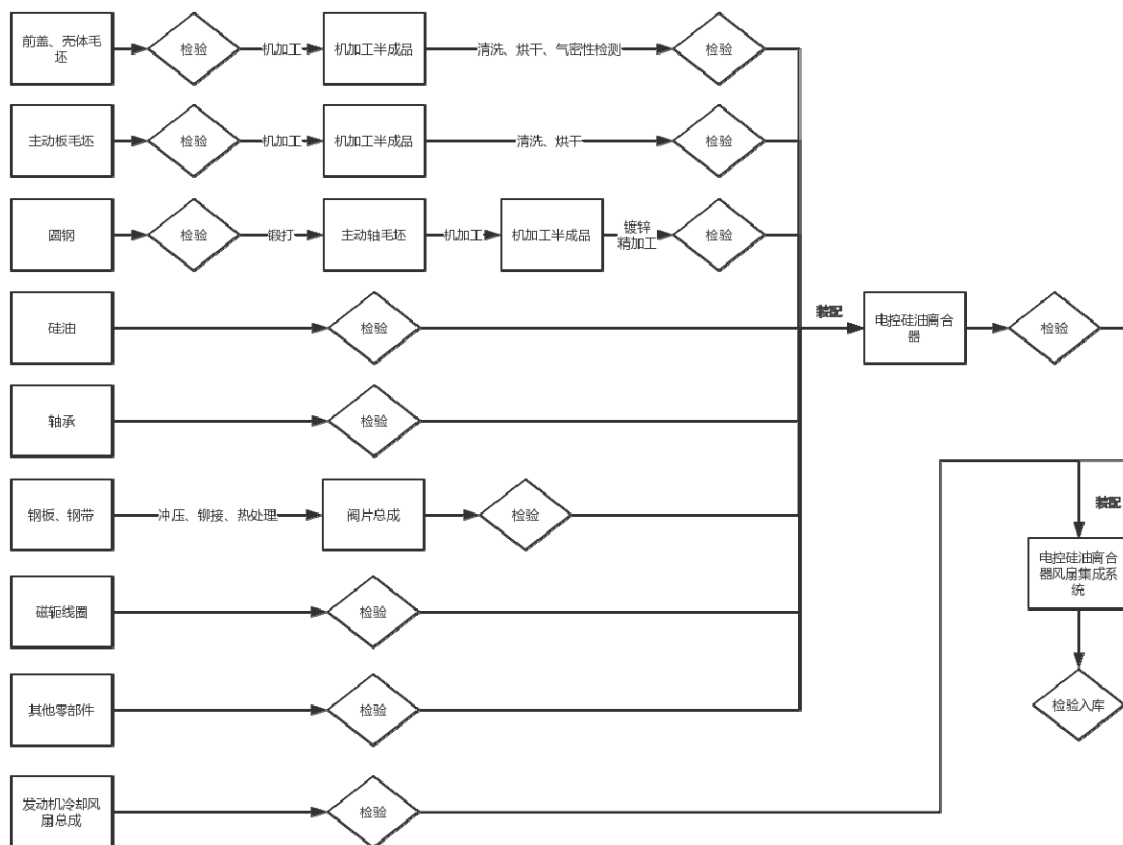 前盖、壳体毛
坯
检验
机加工
机加工半成品
清洗、烘干、气密性检测
检验
主动板毛坯
检验
机加工
机加工半成品
清洗、烘干
检验
圆钢
检验
锻打
主动轴毛坯
机加工
机加工半成品
镀锌
精加工
检验
硅油
检验
装配
电控硅油离合
器
检验
轴承
检验
钢板、钢带
冲压、铆接、热处理
阀片总成
检验
装配
电控硅油离合
器风扇集成系
统
磁轭线圈
检验
其他零部件
检验
检验入库
发动机冷却风
扇总成
检验